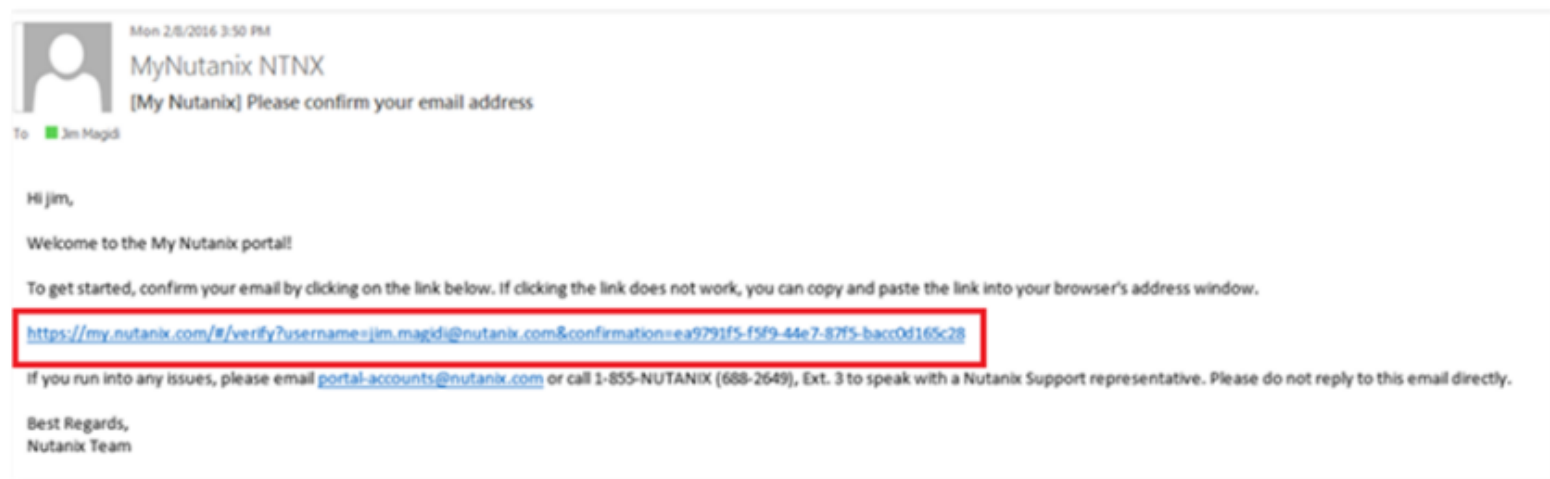 Mon 2/8/2016 3:50 PM
MyNutanix NTNX
[My Nutanix] Please confirm your email address
To Jim Magidi
Hi jim,
Welcome to the My Nutanix portal!
To get started, confirm your email by clicking on the link below. If clicking the link does not work, you can copy and paste the link into your browser's address window.
https://my.nutanix.com/#/verify?username=jim.magidi@nutanix.com&confirmation=ea9791f5-f5f9-44e7-87f5-bacc0d165c28
If you run into any issues, please email portal-accounts@nutanix.com or call 1-855-NUTANIX (688-2649), Ext. 3 to speak with a Nutanix Support representative. Please do not reply to this email directly.
Best Regards,
Nutanix Team